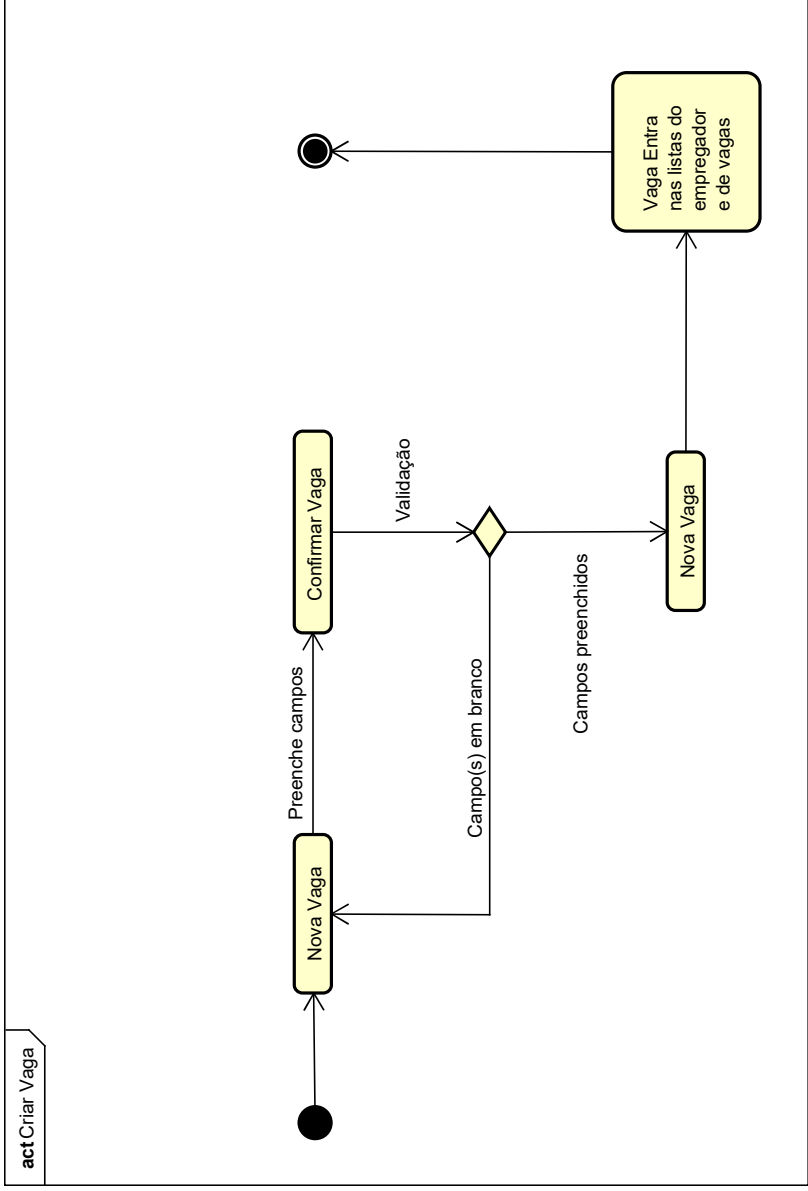 act Criar Vaga
Nova Vaga
Preenche campos
Confirmar Vaga
Validação
Campo(s) em branco
Campos preenchidos
Nova Vaga
Vaga Entra
nas listas do
empregador
e de vagas